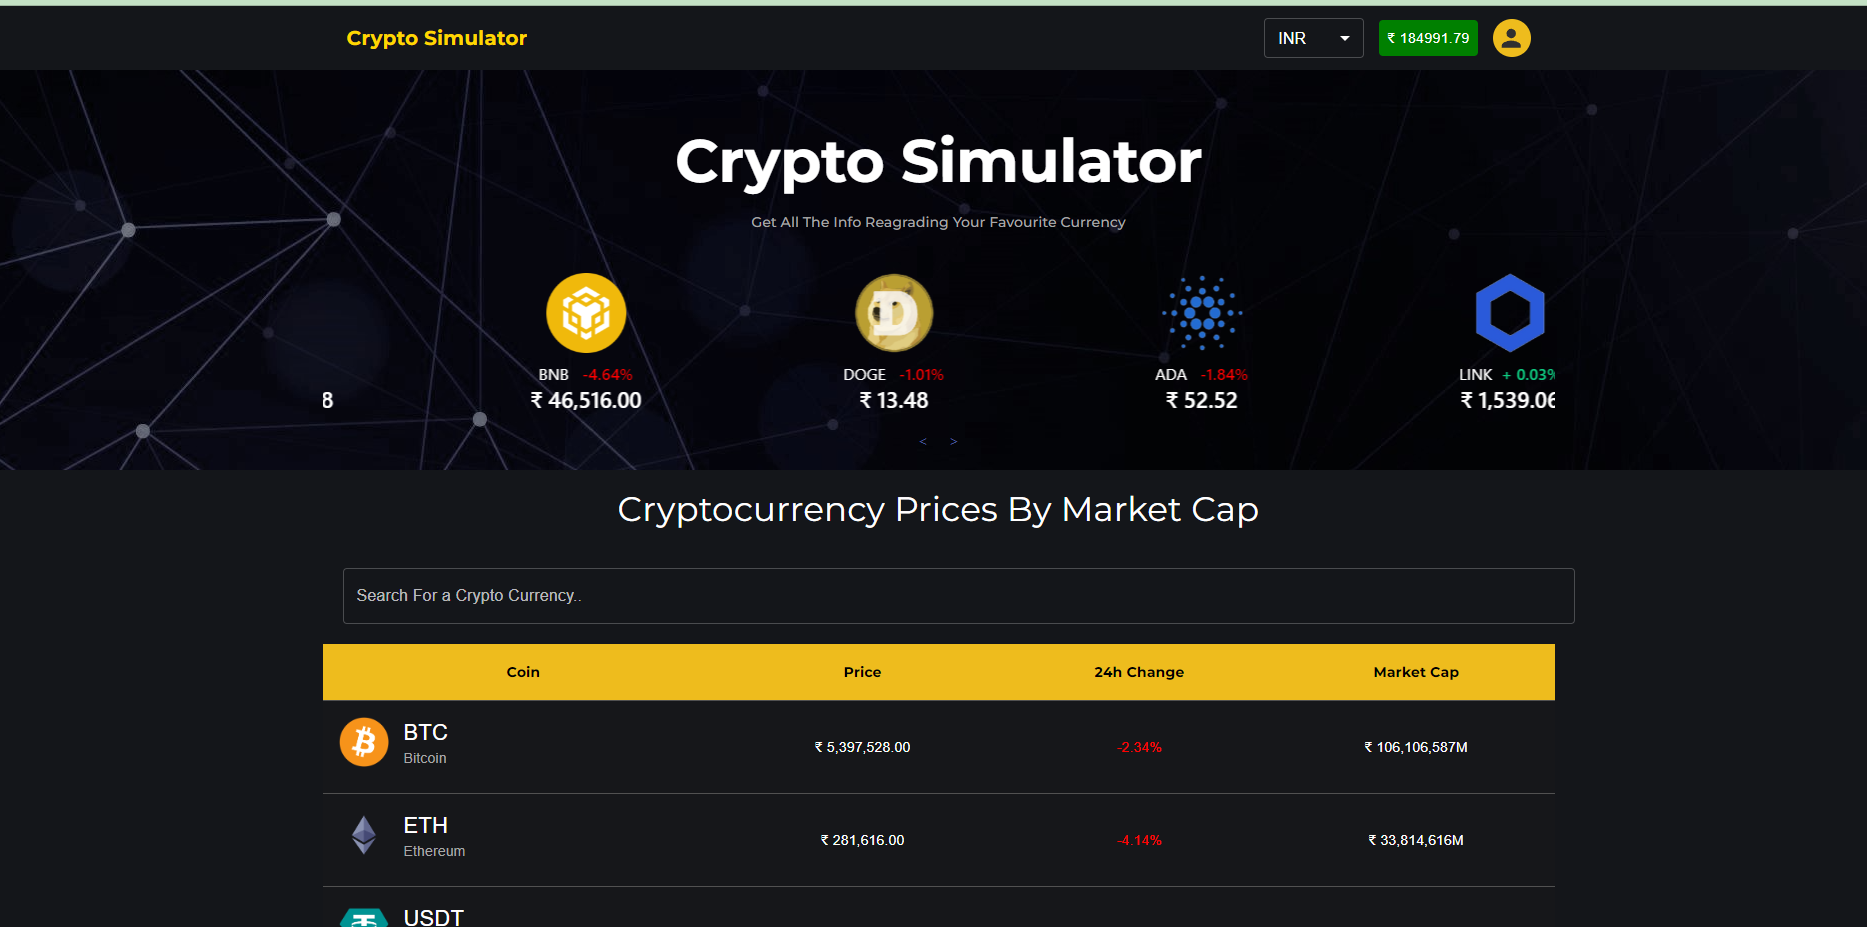 Crypto Simulator
INR
₹ 184991.79
Crypto Simulator
Get All The Info Reagrading Your Favourite Currency
8
BNB -4.64%
₹ 46,516.00
DOGE -1.01%
₹ 13.48
ADA -1.84%
₹ 52.52
LINK + 0.03%
₹ 1,539.06
< >
Cryptocurrency Prices By Market Cap
Search For a Crypto Currency..
Coin Price 24h Change Market Cap
BTC
Bitcoin
₹ 5,397,528.00 -2.34% ₹ 106,106,587M
ETH
Ethereum
₹ 281,616.00 -4.14% ₹ 33,814,616M
USDT